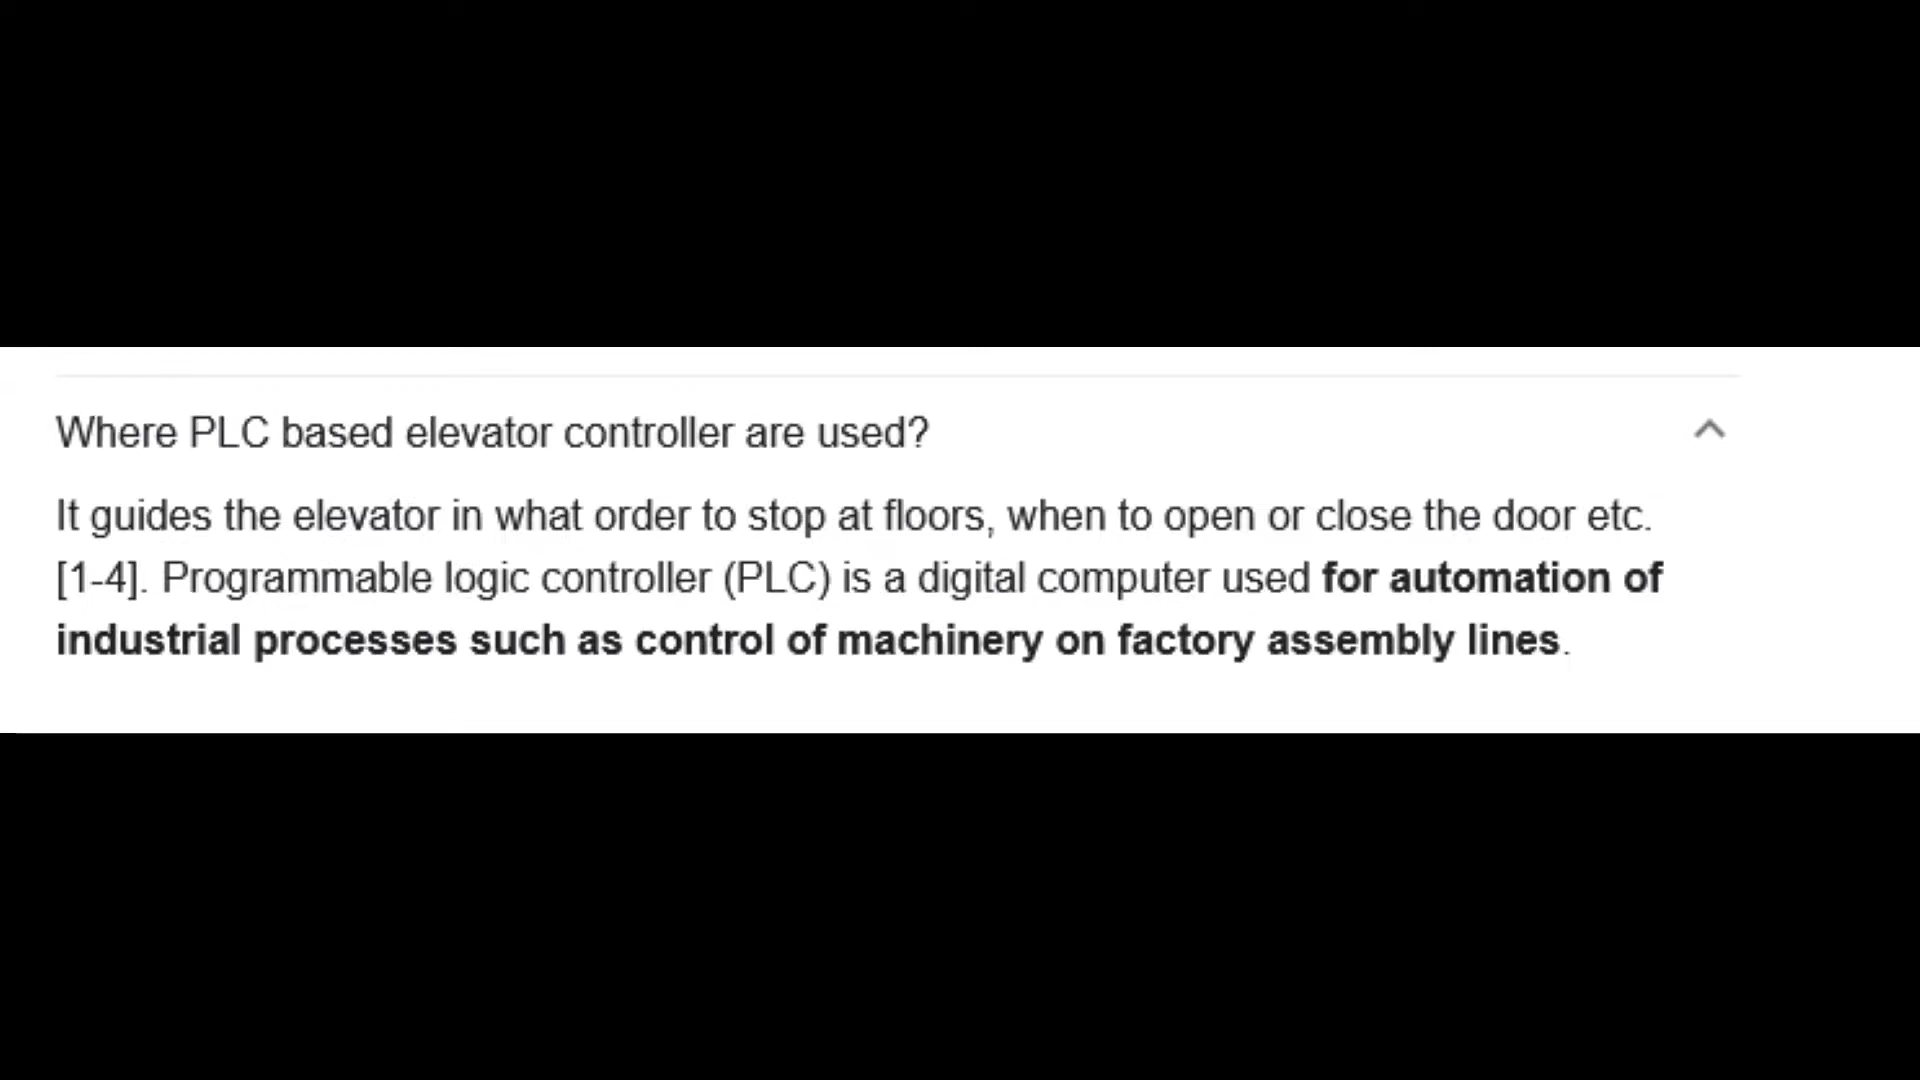 Where PLC based elevator controller are used?
It guides the elevator in what order to stop at floors, when to open or close the door etc.
[1-4]. Programmable logic controller (PLC) is a digital computer used for automation of
industrial processes such as control of machinery on factory assembly lines.